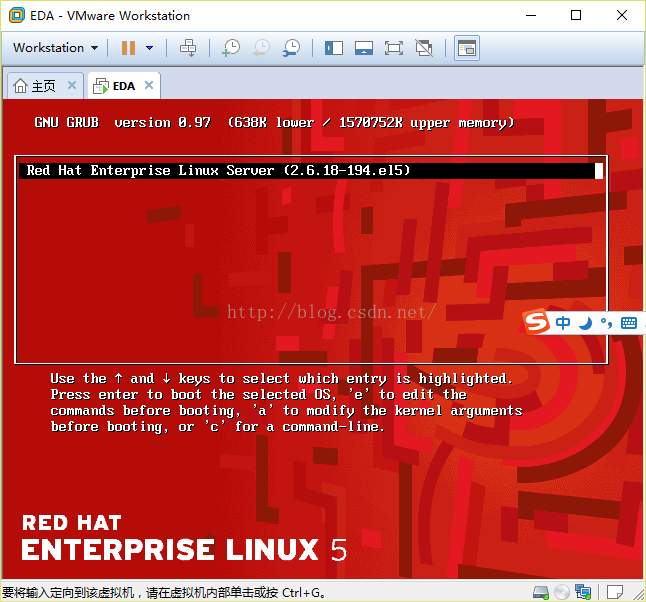 EDA - VMware Workstation
Workstation
主页
EDA
GNU GRUB version 0.97 (638K lower / 1570752K upper memory)
Red Hat Enterprise Linux Server (2.6.18-194.el5)
http://blog.csdn.net/
中
Use the ↑ and ↓ keys to select which entry is highlighted.
Press enter to boot the selected OS, 'e' to edit the
commands before booting, 'a' to modify the kernel arguments
before booting, or 'c' for a command-line.
RED HAT
ENTERPRISE LINUX 5
要将输入定向到该虚拟机，请在虚拟机内部单击或按 Ctrl+G。